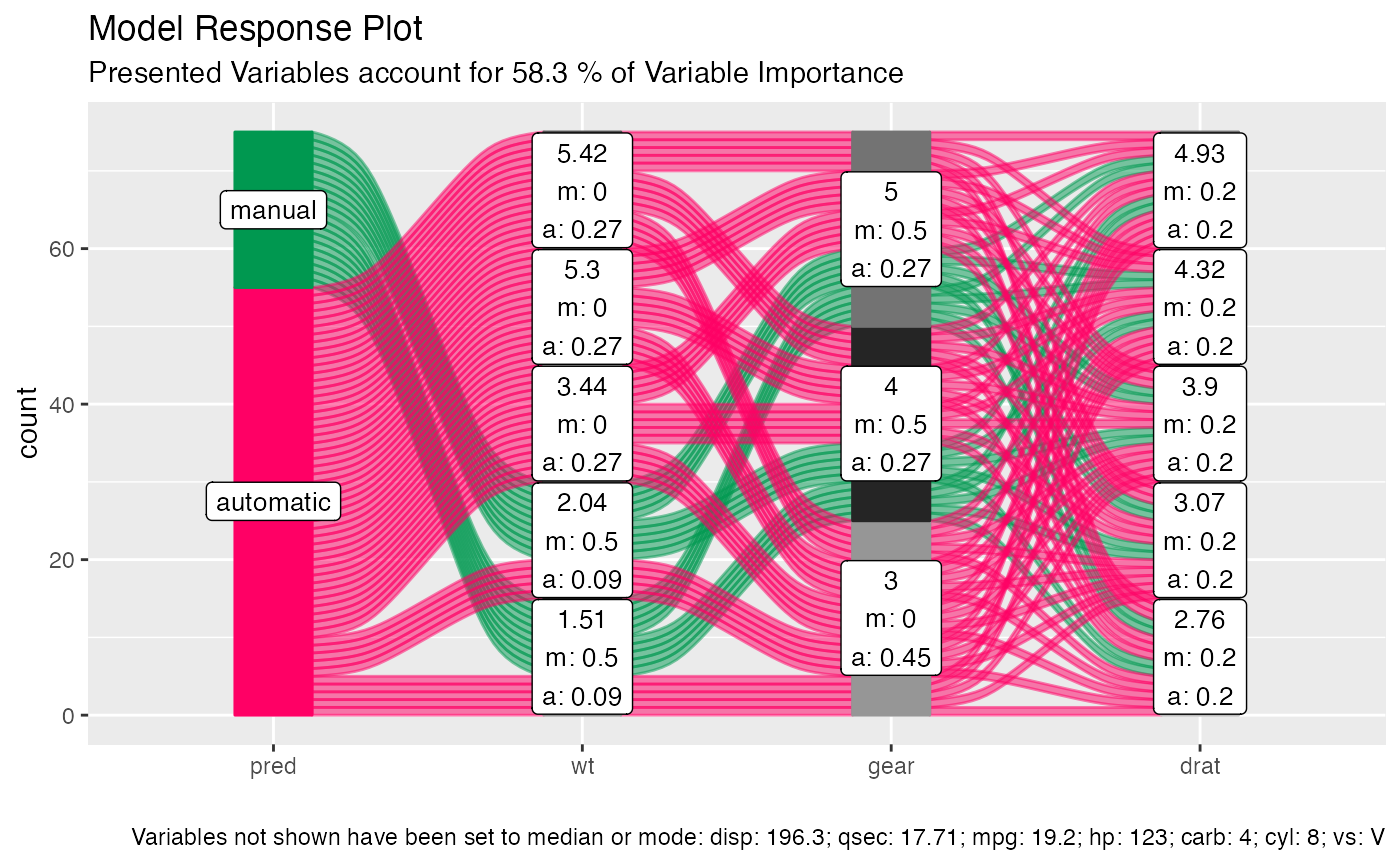 Model Response Plot
Presented Variables account for 58.3 % of Variable Importance
count
60
40
20
0
manual
automatic
5.42
m: 0
a: 0.27
5.3
m: 0
a: 0.27
3.44
m: 0
a: 0.27
2.04
m: 0.5
a: 0.09
1.51
m: 0.5
a: 0.09
5
m: 0.5
a: 0.27
4
m: 0.5
a: 0.27
3
m: 0
a: 0.45
4.93
m: 0.2
a: 0.2
4.32
m: 0.2
a: 0.2
3.9
m: 0.2
a: 0.2
3.07
m: 0.2
a: 0.2
2.76
m: 0.2
a: 0.2
pred
wt
gear
drat
Variables not shown have been set to median or mode: disp: 196.3; qsec: 17.71; mpg: 19.2; hp: 123; carb: 4; cyl: 8; vs: V